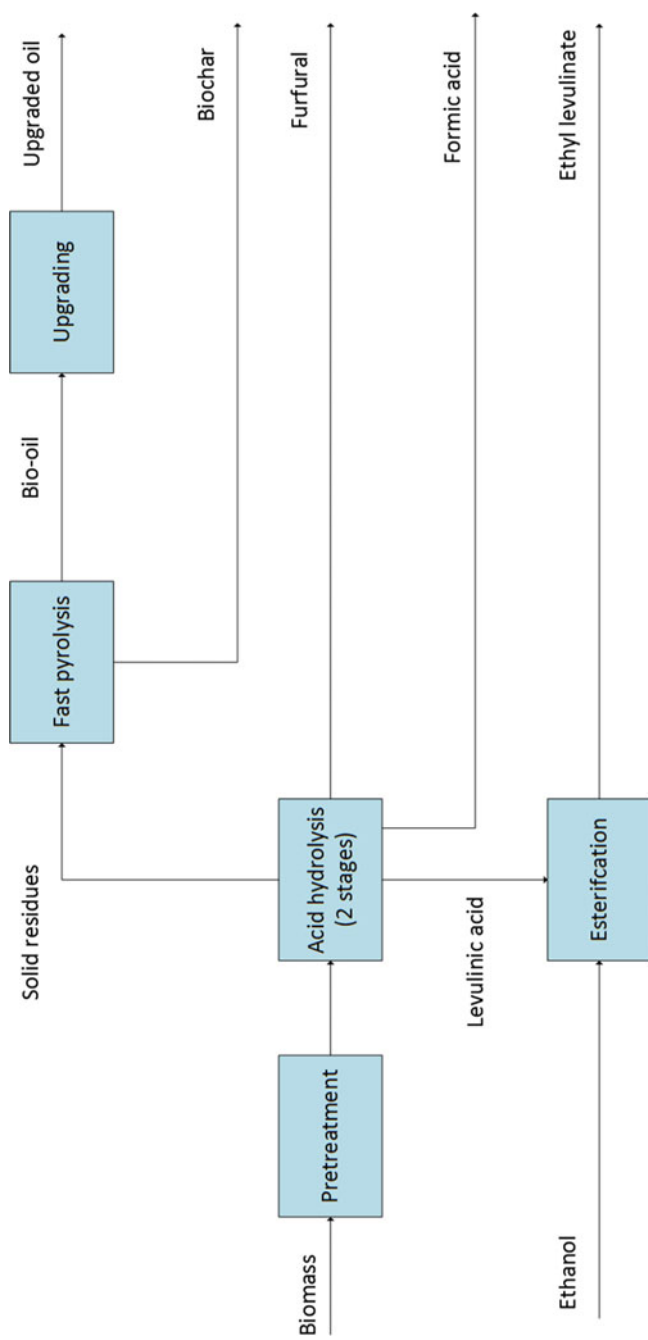 Solid residues
Fast pyrolysis
Bio-oil
Upgrading
Upgraded oil
Biochar
Biomass
Pretreatment
Acid hydrolysis
(2 stages)
Furfural
Levulinic acid
Formic acid
Ethanol
Esterifcation
Ethyl levulinate